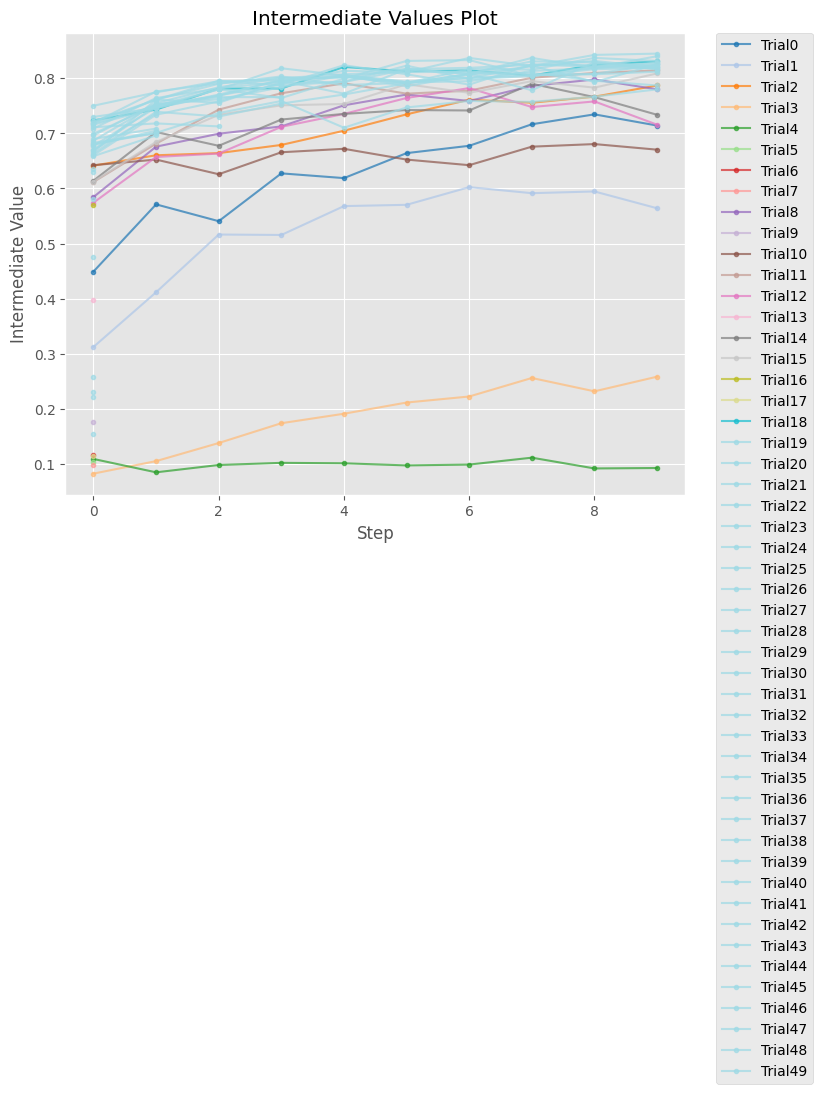 Intermediate Values Plot
Intermediate Value
0.8
0.7
0.6
0.5
0.4
0.3
0.2
0.1
0 2 4 6 8
Step
Trial0
Trial1
Trial2
Trial3
Trial4
Trial5
Trial6
Trial7
Trial8
Trial9
Trial10
Trial11
Trial12
Trial13
Trial14
Trial15
Trial16
Trial17
Trial18
Trial19
Trial20
Trial21
Trial22
Trial23
Trial24
Trial25
Trial26
Trial27
Trial28
Trial29
Trial30
Trial31
Trial32
Trial33
Trial34
Trial35
Trial36
Trial37
Trial38
Trial39
Trial40
Trial41
Trial42
Trial43
Trial44
Trial45
Trial46
Trial47
Trial48
Trial49